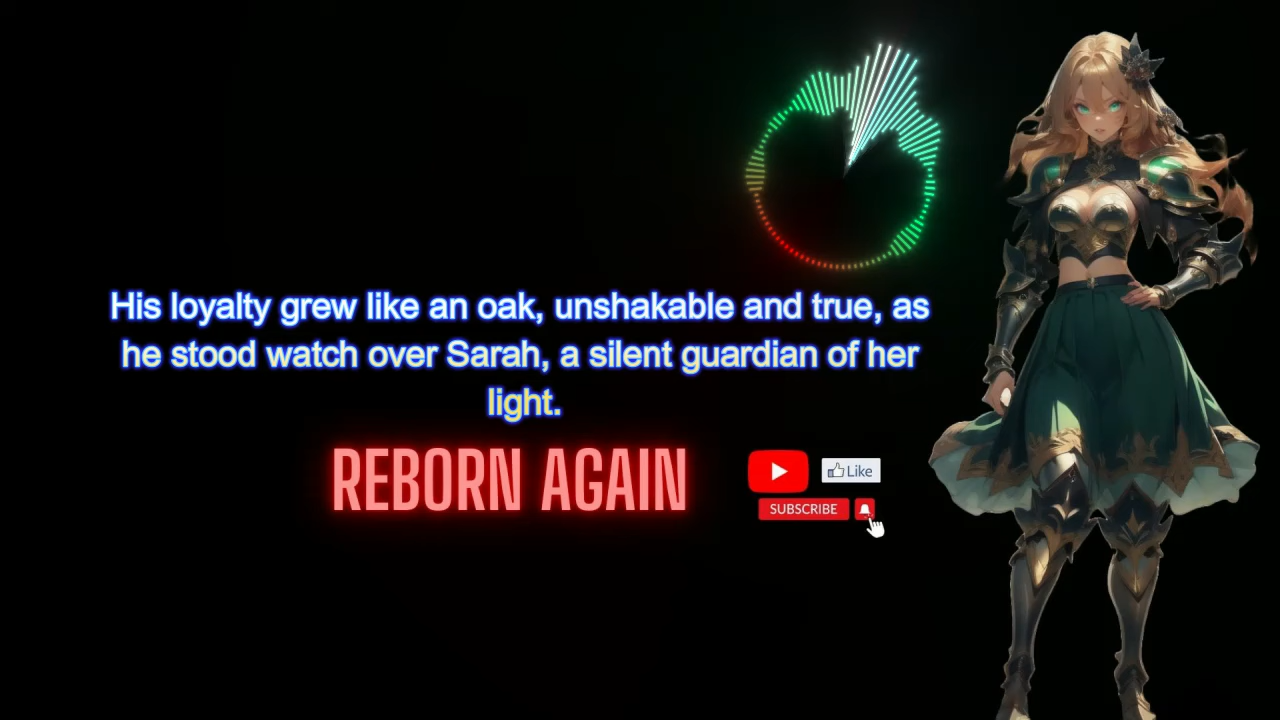 His loyalty grew like an oak, unshakable and true, as
he stood watch over Sarah, a silent guardian of her
light.
REBORN AGAIN
Like
SUBSCRIBE